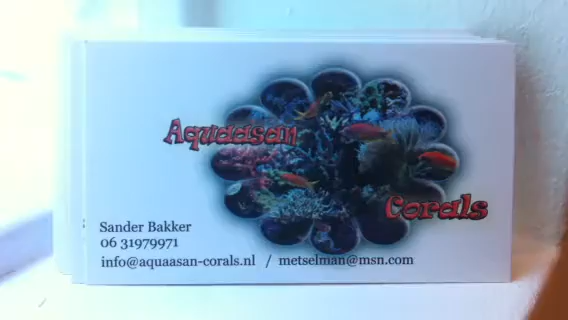 Aquaasan
Corals
Sander Bakker
06 31979971
info@aquaasan-corals.nl / metselman@msn.com